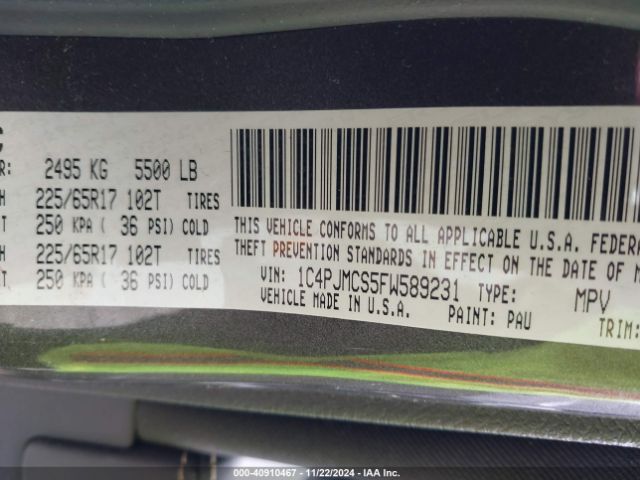 2495 KG 5500 LB
225/65R17 102T TIRES
250 KPA ( 36 PSI) COLD
225/65R17 102T TIRES
250 KPA ( 36 PSI) COLD
THIS VEHICLE CONFORMS TO ALL APPLICABLE U.S.A. FEDERA
THEFT PREVENTION STANDARDS IN EFFECT ON THE DATE OF
VIN: 1C4PJMCS5FW589231 TYPE: MPV
VEHICLE MADE IN U.S.A. PAINT: PAU TRIM:
000-40910467 - 11/22/2024 - IAA Inc.